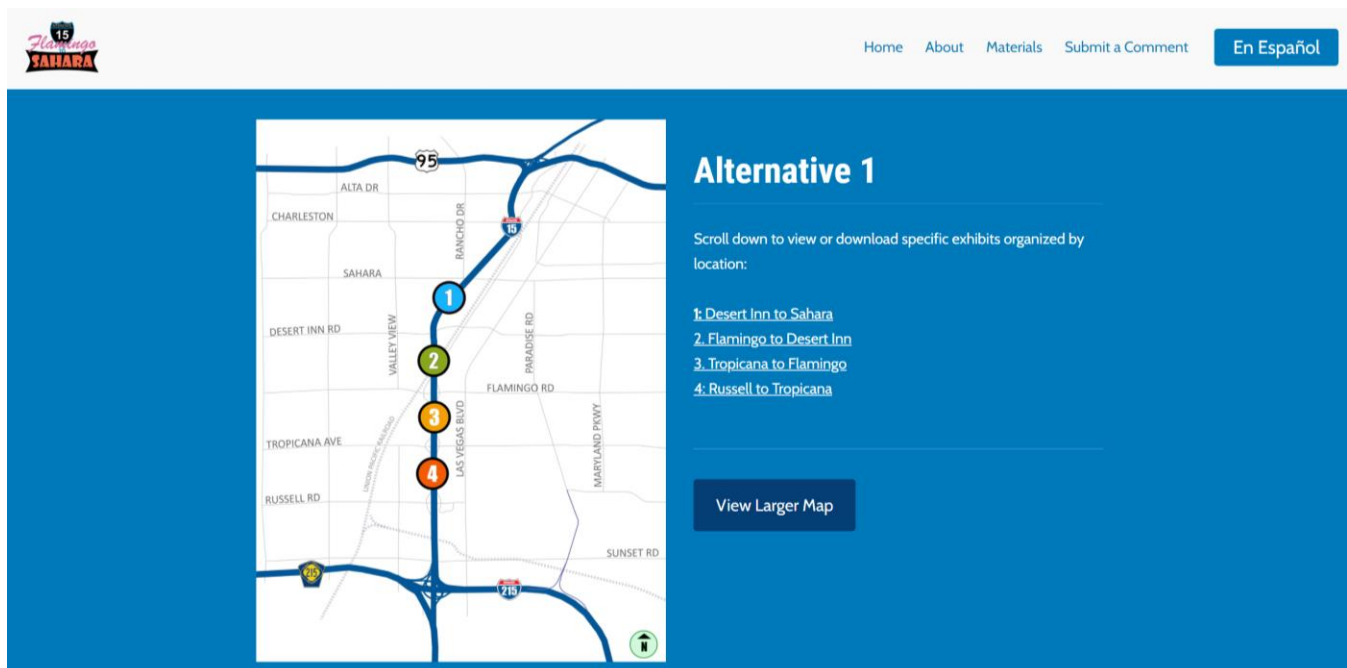 15
Flamingo
SAHARA
Home About Materials Submit a Comment En Español
95
ALTA DR
CHARLESTON
RANCHO DR
15
SAHARA
1
DESERT INN RD
VALLEY VIEW
PARADISE RD
2
FLAMINGO RD
3
LAS VEGAS BLVD
MARYLAND PKWY
TROPICANA AVE
UNION PACIFIC RAILROAD
4
RUSSELL RD
SUNSET RD
215
215
N
Alternative 1
Scroll down to view or download specific exhibits organized by
location:
1: Desert Inn to Sahara
2. Flamingo to Desert Inn
3. Tropicana to Flamingo
4: Russell to Tropicana
View Larger Map